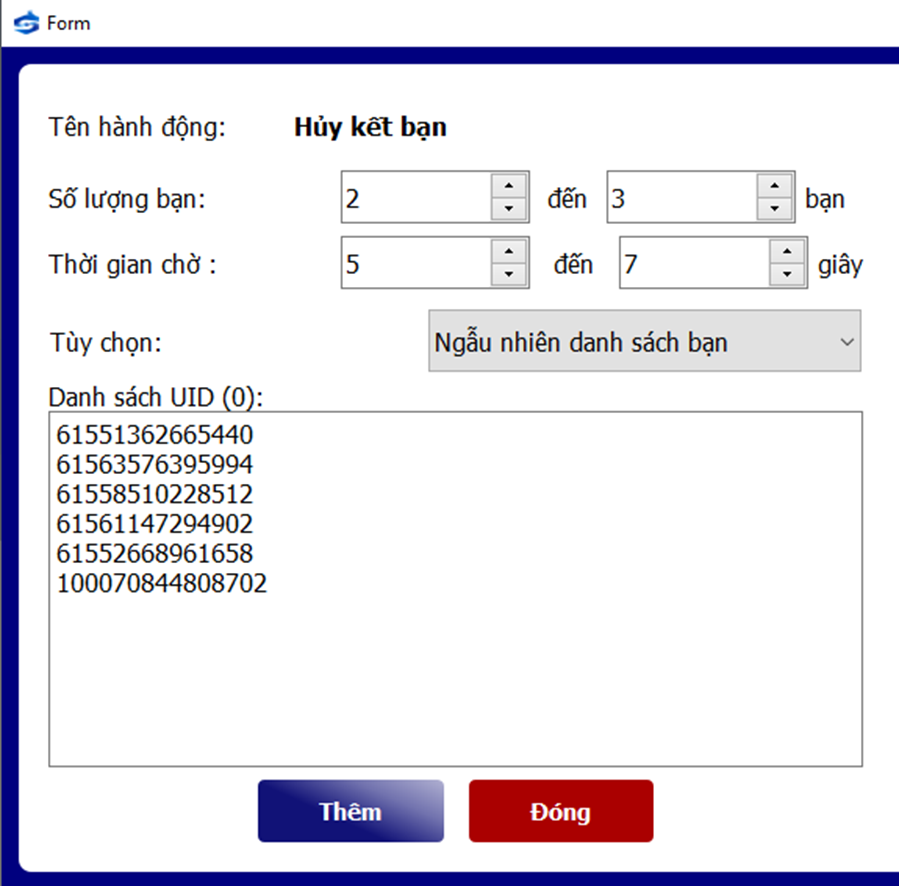 Form
Tên hành động: Hủy kết bạn
Số lượng bạn: 2 đến 3 bạn
Thời gian chờ : 5 đến 7 giây
Tùy chọn: Ngẫu nhiên danh sách bạn
Danh sách UID (0):
61551362665440
61563576395994
61558510228512
61561147294902
61552668961658
100070844808702
Thêm Đóng